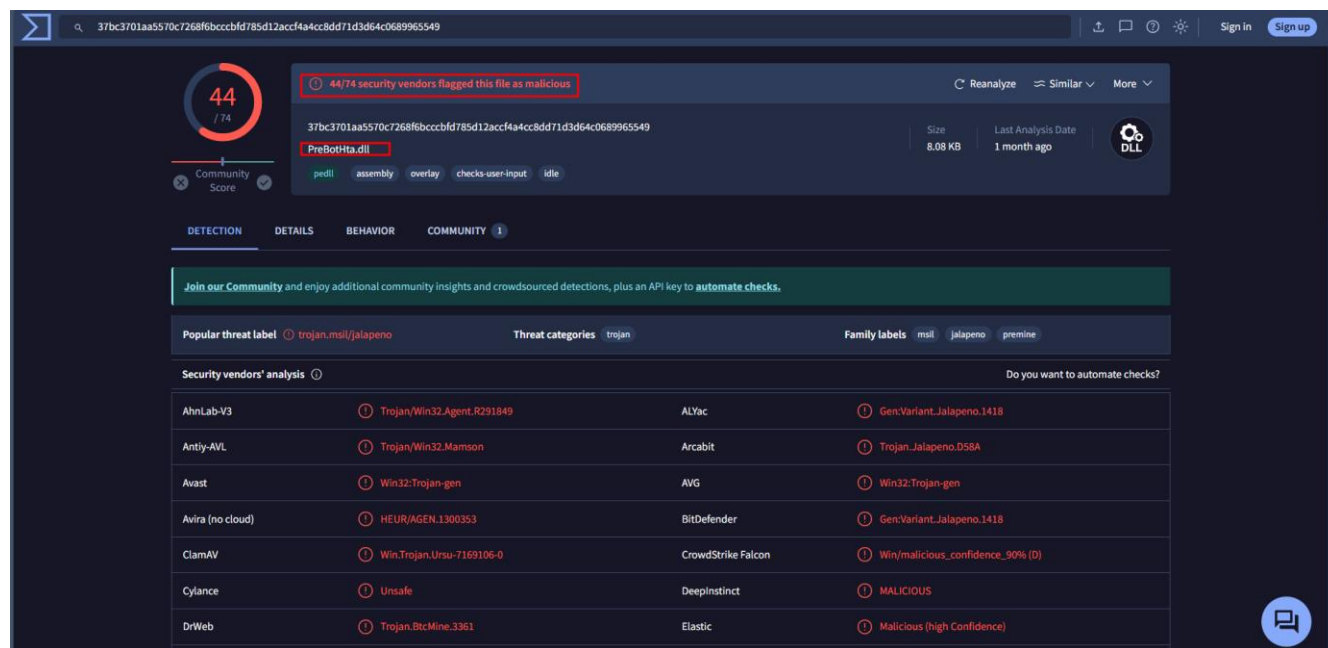 37bc3701aa5570c7268f6bcccbfd785d12accf4a4cc8dd71d3d64c0689965549 Sign in Sign up
44
/ 74
Community
Score
44/74 security vendors flagged this file as malicious Reanalyze Similar More
37bc3701aa5570c7268f6bcccbfd785d12accf4a4cc8dd71d3d64c0689965549
PreBotHta.dll
pedll assembly overlay checks-user-input idle
Size
8.08 KB
Last Analysis Date
1 month ago
DLL
DETECTION DETAILS BEHAVIOR COMMUNITY 1
Join our Community and enjoy additional community insights and crowdsourced detections, plus an API key to automate checks.
Popular threat label trojan.msil/jalapeno Threat categories trojan Family labels msil jalapeno premine
Security vendors' analysis Do you want to automate checks?
AhnLab-V3 Trojan/Win32.Agent.R291849 ALYac Gen:Variant.Jalapeno.1418
Antiy-AVL Trojan/Win32.Mamson Arcabit Trojan.Jalapeno.D58A
Avast Win32:Trojan-gen AVG Win32:Trojan-gen
Avira (no cloud) HEUR/AGEN.1300353 BitDefender Gen:Variant.Jalapeno.1418
ClamAV Win.Trojan.Ursu-7169106-0 CrowdStrike Falcon Win/malicious_confidence_90% (D)
Cylance Unsafe DeepInstinct MALICIOUS
DrWeb Trojan.BtcMine.3361 Elastic Malicious (high Confidence)